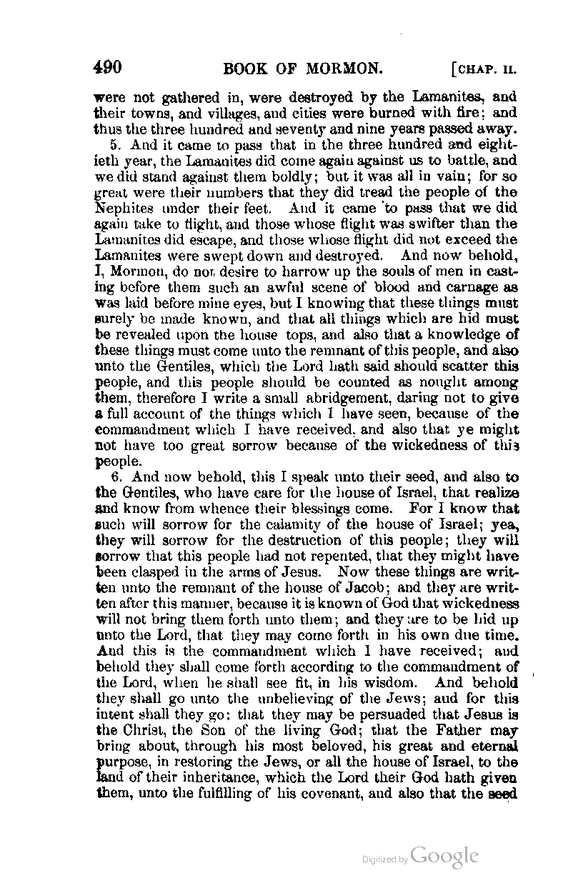 490 BOOK OF MORMON. [CHAP. II.
were not gathered in, were destroyed by the Lamanites, and
their towns, and villages, and cities were burned with fire; and
thus the three hundred and seventy and nine years passed away.
5. And it came to pass that in the three hundred and eight-
ieth year, the Lamanites did come again against us to battle, and
we did stand against them boldly; but it was all in vain; for so
great were their numbers that they did tread the people of the
Nephites under their feet. And it came to pass that we did
again take to flight, and those whose flight was swifter than the
Lamanites did escape, and those whose flight did not exceed the
Lamanites were swept down and destroyed. And now behold,
I, Mormon, do not desire to harrow up the souls of men in cast-
ing before them such an awful scene of blood and carnage as
was laid before mine eyes, but I knowing that these things must
surely be made known, and that all things which are hid must
be revealed upon the house tops, and also that a knowledge of
these things must come unto the remnant of this people, and also
unto the Gentiles, which the Lord hath said should scatter this
people, and this people should be counted as nought among
them, therefore I write a small abridgement, daring not to give
a full account of the things which I have seen, because of the
commandment which I have received, and also that ye might
not have too great sorrow because of the wickedness of this
people.
6. And now behold, this I speak unto their seed, and also to
the Gentiles, who have care for the house of Israel, that realize
and know from whence their blessings come. For I know that
such will sorrow for the calamity of the house of Israel; yea,
they will sorrow for the destruction of this people; they will
sorrow that this people had not repented, that they might have
been clasped in the arms of Jesus. Now these things are writ-
ten unto the remnant of the house of Jacob; and they are writ-
ten after this manner, because it is known of God that wickedness
will not bring them forth unto them; and they are to be hid up
unto the Lord, that they may come forth in his own due time.
And this is the commandment which I have received; and
behold they shall come forth according to the commandment of
the Lord, when he shall see fit, in his wisdom. And behold
they shall go unto the unbelieving of the Jews; and for this
intent shall they go: that they may be persuaded that Jesus is
the Christ, the Son of the living God; that the Father may
bring about, through his most beloved, his great and eternal
purpose, in restoring the Jews, or all the house of Israel, to the
land of their inheritance, which the Lord their God hath given
them, unto the fulfilling of his covenant, and also that the seed
Digitized by Google